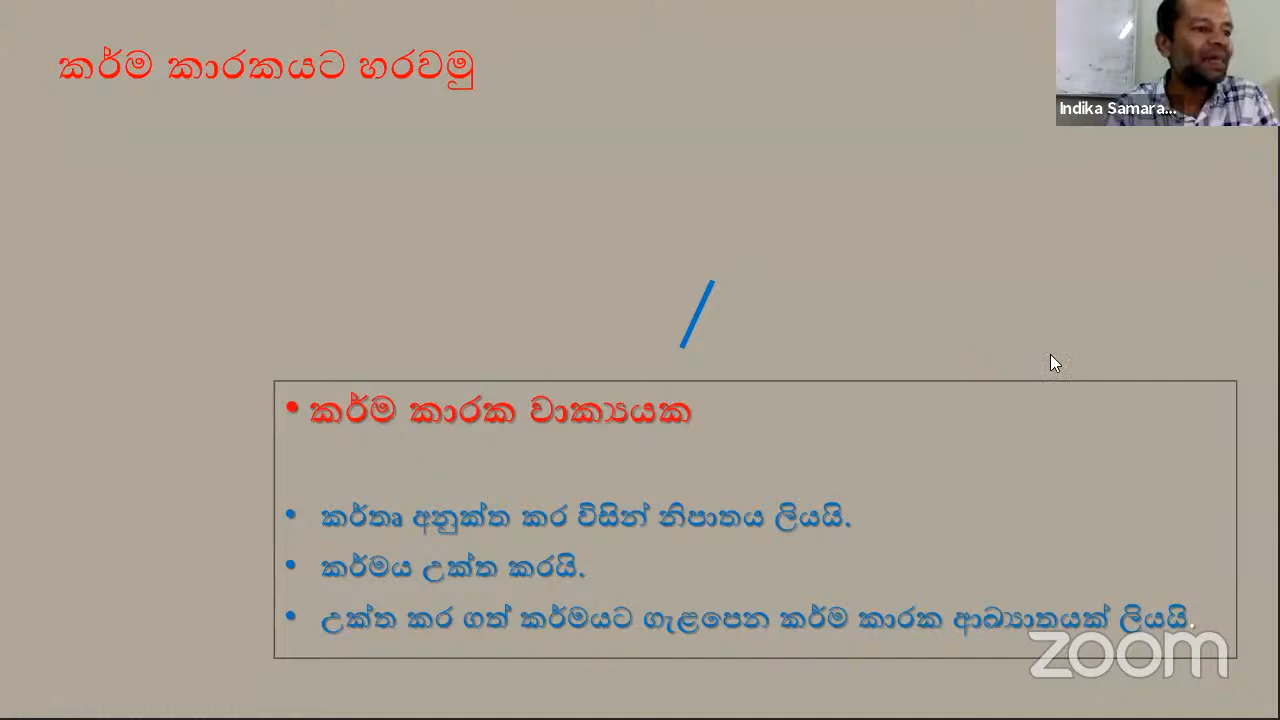 කර්ම කාරකයට හරවමු
Indika Samara...
/
• කර්ම කාරක වාක්‍යයක
• කර්තෘ අනුක්ත කර විසින් නිපාතය ලියයි.
• කර්මය උක්ත කරයි.
• උක්ත කර ගත් කර්මයට ගැළපෙන කර්ම කාරක ආඛ්‍යාතයක් ලියයි.
zoom